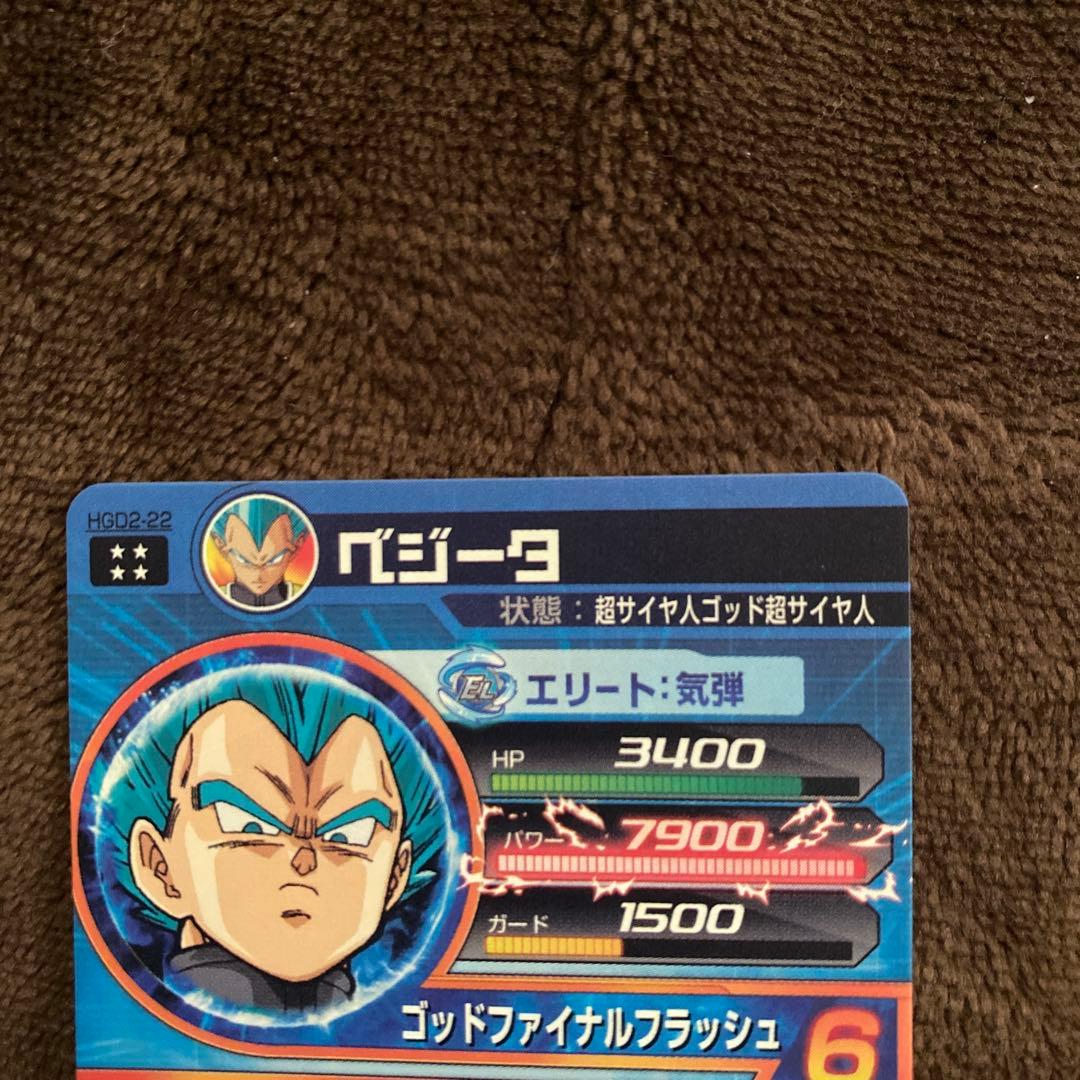 HGD2-22
ベジータ
状態：超サイヤ人ゴッド超サイヤ人
EL エリート：気弾
HP 3400
パワー 7900
ガード 1500
ゴッドファイナルフラッシュ 6